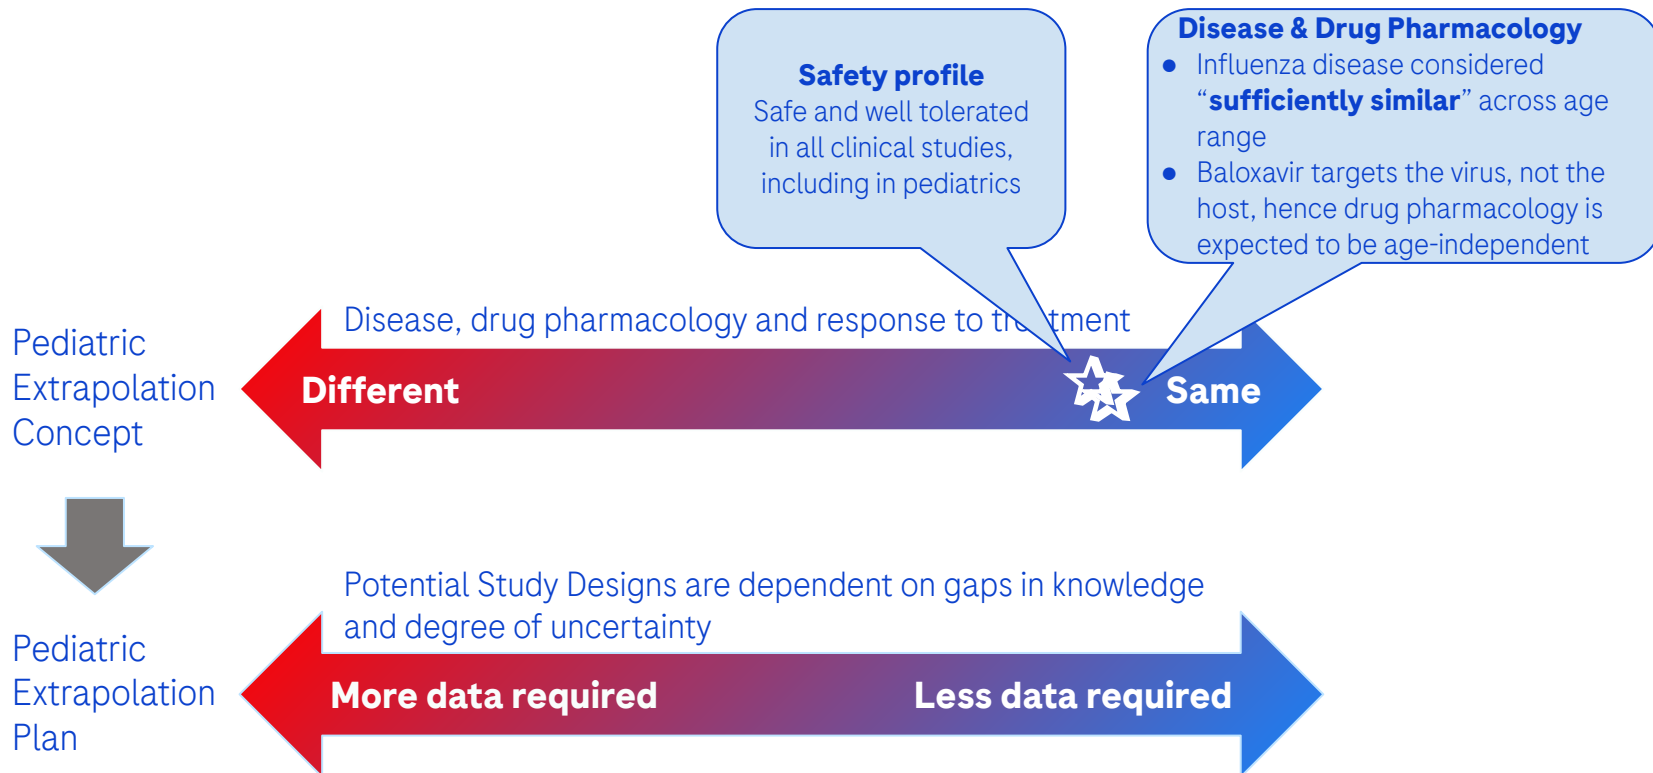 Safety profile
Safe and well tolerated
in all clinical studies,
including in pediatrics
Disease & Drug Pharmacology
● Influenza disease considered
“sufficiently similar” across age
range
● Baloxavir targets the virus, not the
host, hence drug pharmacology is
expected to be age-independent
Pediatric
Extrapolation
Concept
Disease, drug pharmacology and response to treatment
Different
Same
Pediatric
Extrapolation
Plan
Potential Study Designs are dependent on gaps in knowledge
and degree of uncertainty
More data required
Less data required